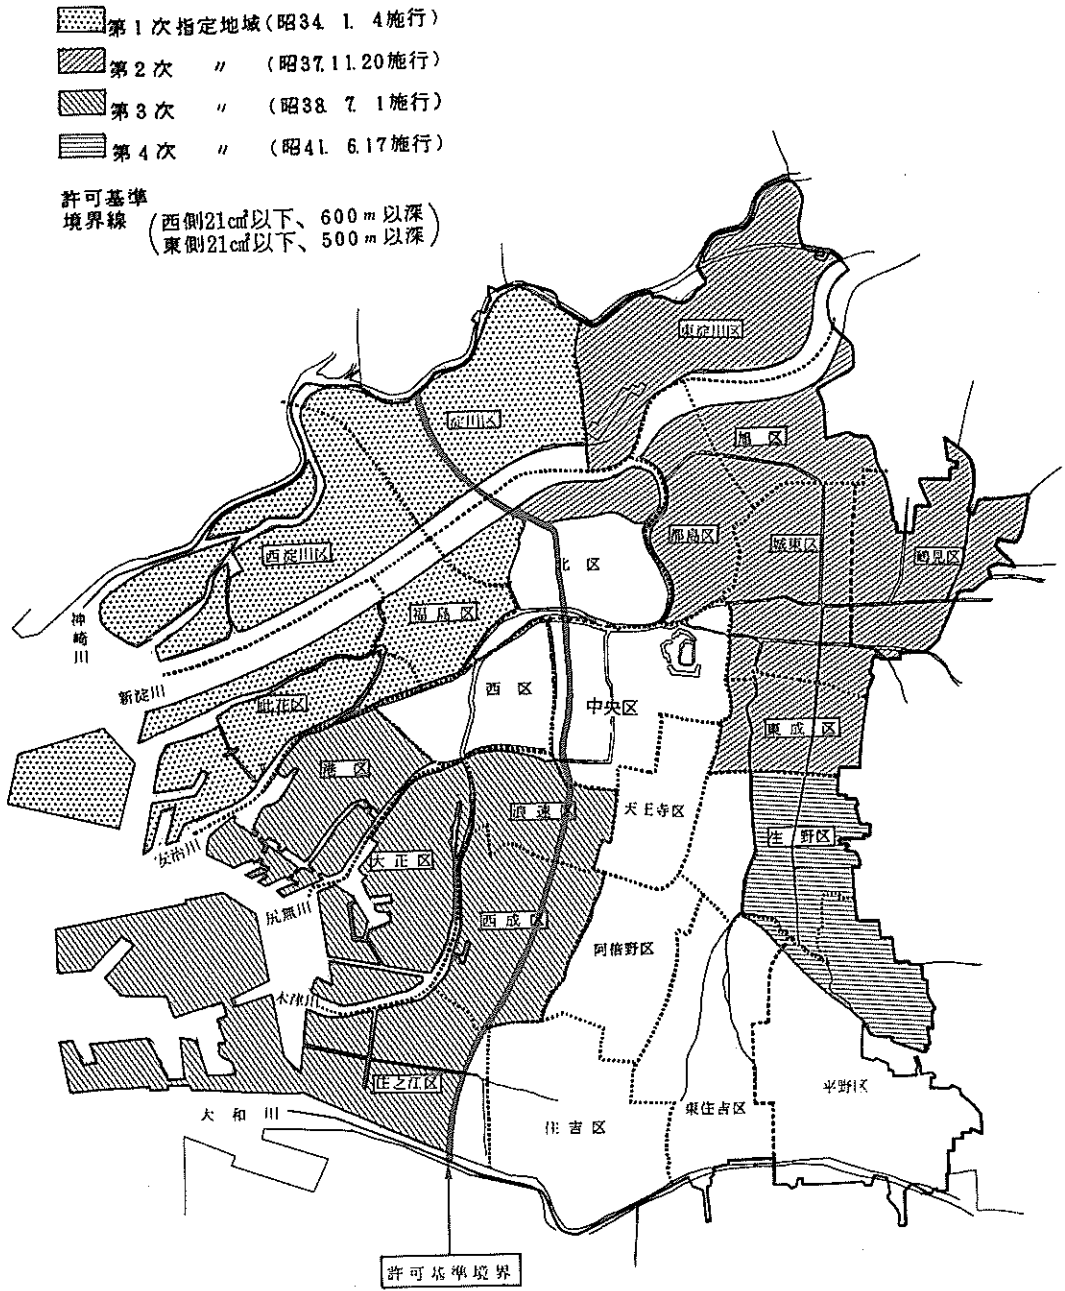 第1次指定地域(昭34. 1. 4施行)
第2次 〃 (昭37.11.20施行)
第3次 〃 (昭38. 7. 1施行)
第4次 〃 (昭41. 6.17施行)
許可基準
境界線
(西側21c㎡以下、600m以深)
(東側21c㎡以下、500m以深)
東淀川区
淀川区
旭区
西淀川区
北区
都島区
城東区
鶴見区
福島区
神崎川
新淀川
此花区
西区
中央区
東成区
港区
浪速区
天王寺区
生野区
安治川
大正区
尻無川
西成区
阿倍野区
木津川
住之江区
大和川
住吉区
東住吉区
平野区
許可基準境界